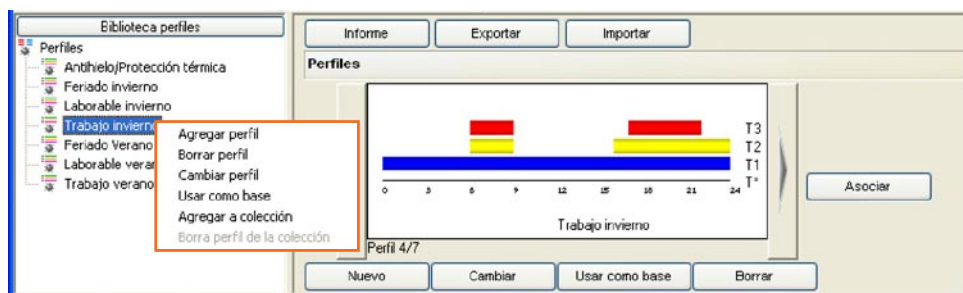 Biblioteca perfiles
Perfiles
Antihielo/Protección térmica
Feriado invierno
Laborable invierno
Trabajo invierno
Feriado Verano
Laborable vera
Trabajo verano
Agregar perfil
Borrar perfil
Cambiar perfil
Usar como base
Agregar a colección
Borra perfil de la colección
Informe Exportar Importar
Perfiles
T3
T2
T1
T*
0 3 6 9 12 15 18 21 24
Trabajo invierno
Asociar
Perfil 4/7
Nuevo Cambiar Usar como base Borrar